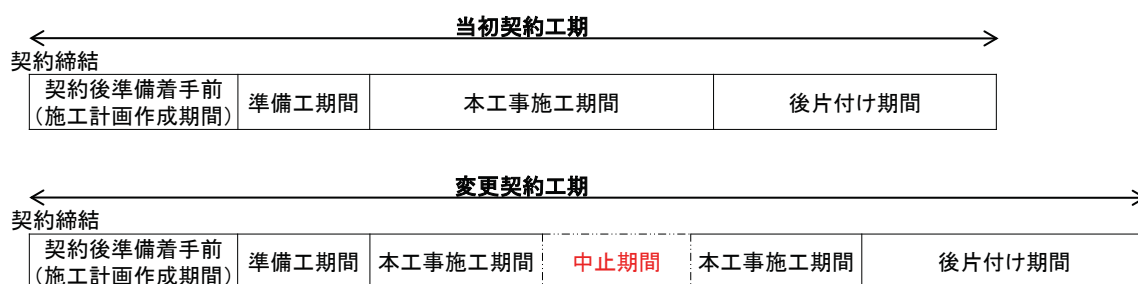 当初契約工期
契約締結
契約後準備着手前
(施工計画作成期間)
準備工期間
本工事施工期間
後片付け期間
変更契約工期
契約締結
契約後準備着手前
(施工計画作成期間)
準備工期間
本工事施工期間
中止期間
本工事施工期間
後片付け期間